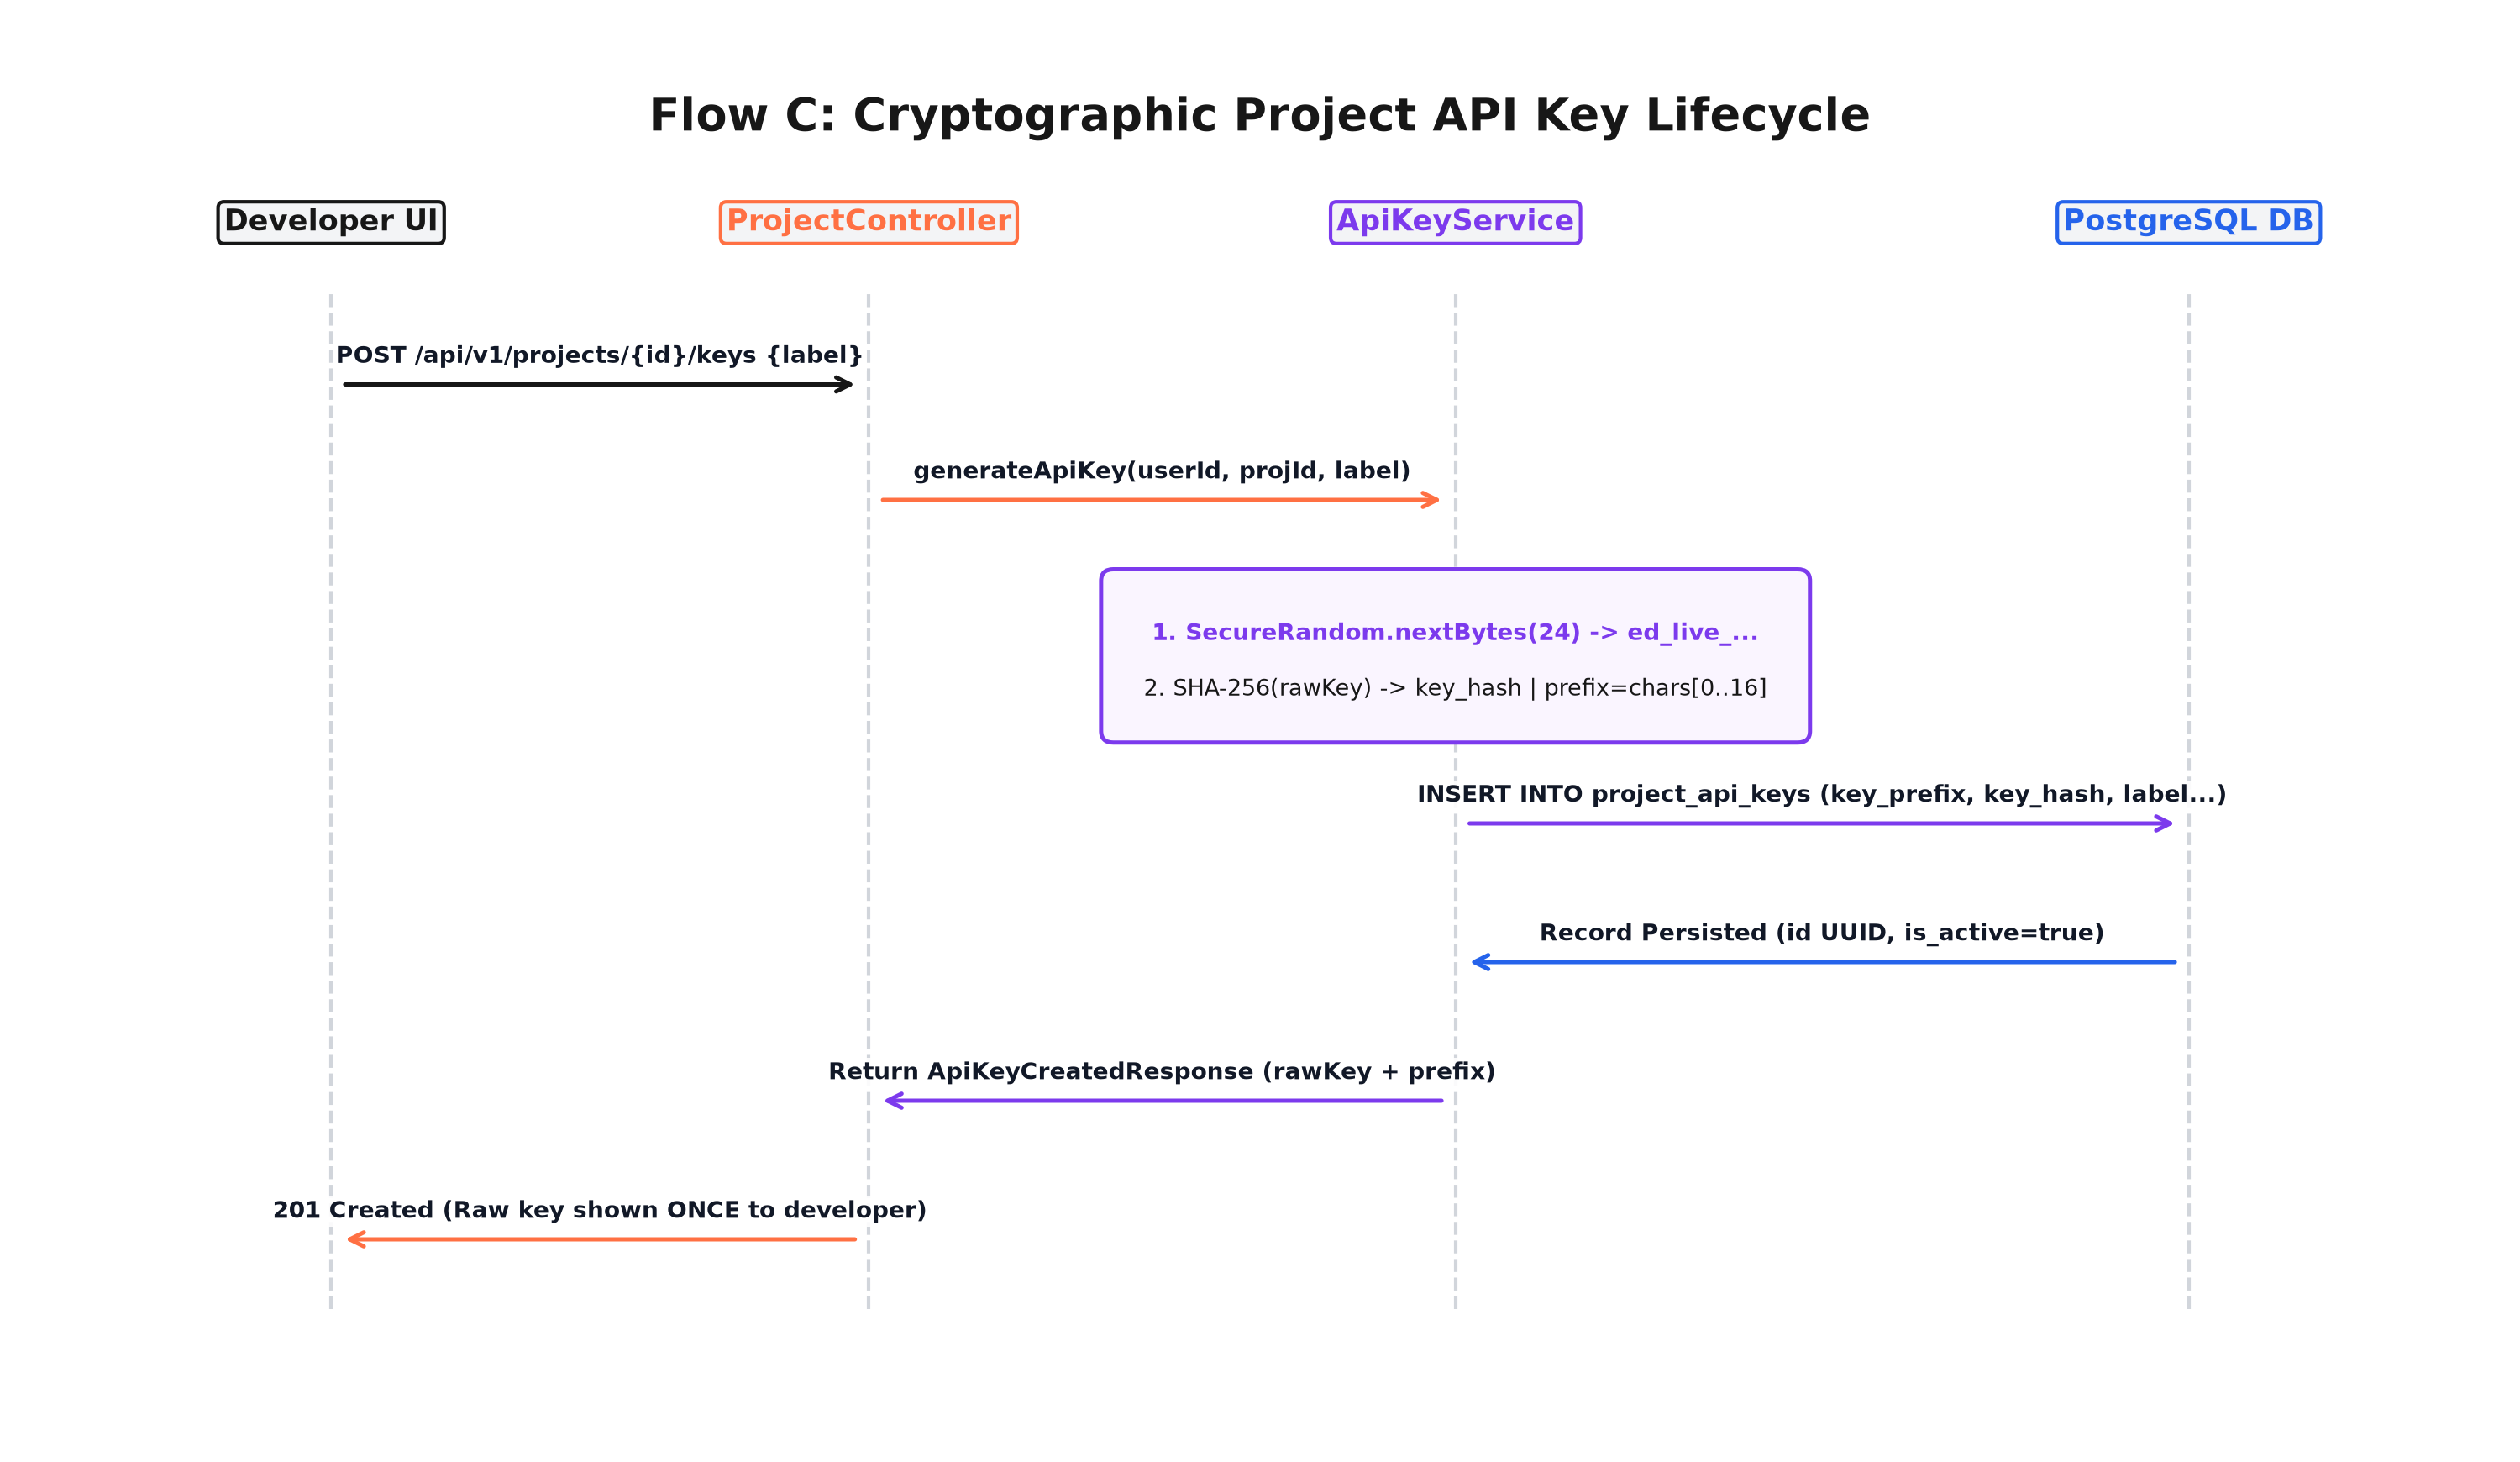 Flow C: Cryptographic Project API Key Lifecycle
Developer UI
ProjectController
ApiKeyService
PostgreSQL DB
POST /api/v1/projects/{id}/keys {label}
generateApiKey(userId, projId, label)
1. SecureRandom.nextBytes(24) -> ed_live_...
2. SHA-256(rawKey) -> key_hash | prefix=chars[0..16]
INSERT INTO project_api_keys (key_prefix, key_hash, label...)
Record Persisted (id UUID, is_active=true)
Return ApiKeyCreatedResponse (rawKey + prefix)
201 Created (Raw key shown ONCE to developer)